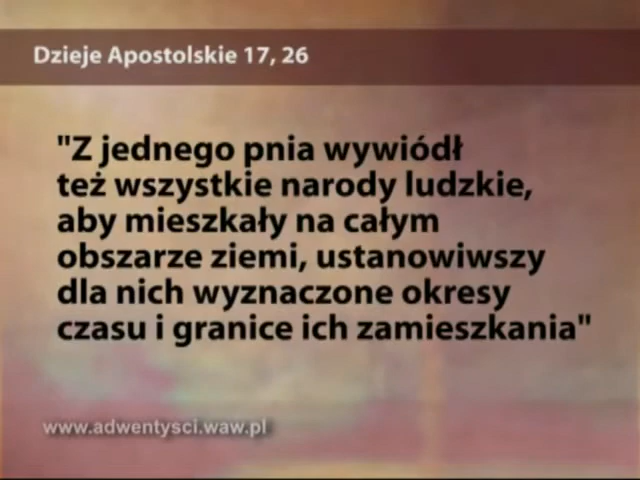 Dzieje Apostolskie 17, 26
"Z jednego pnia wywiódł
też wszystkie narody ludzkie,
aby mieszkały na całym
obszarze ziemi, ustanowiwszy
dla nich wyznaczone okresy
czasu i granice ich zamieszkania"
www.adwentysci.waw.pl